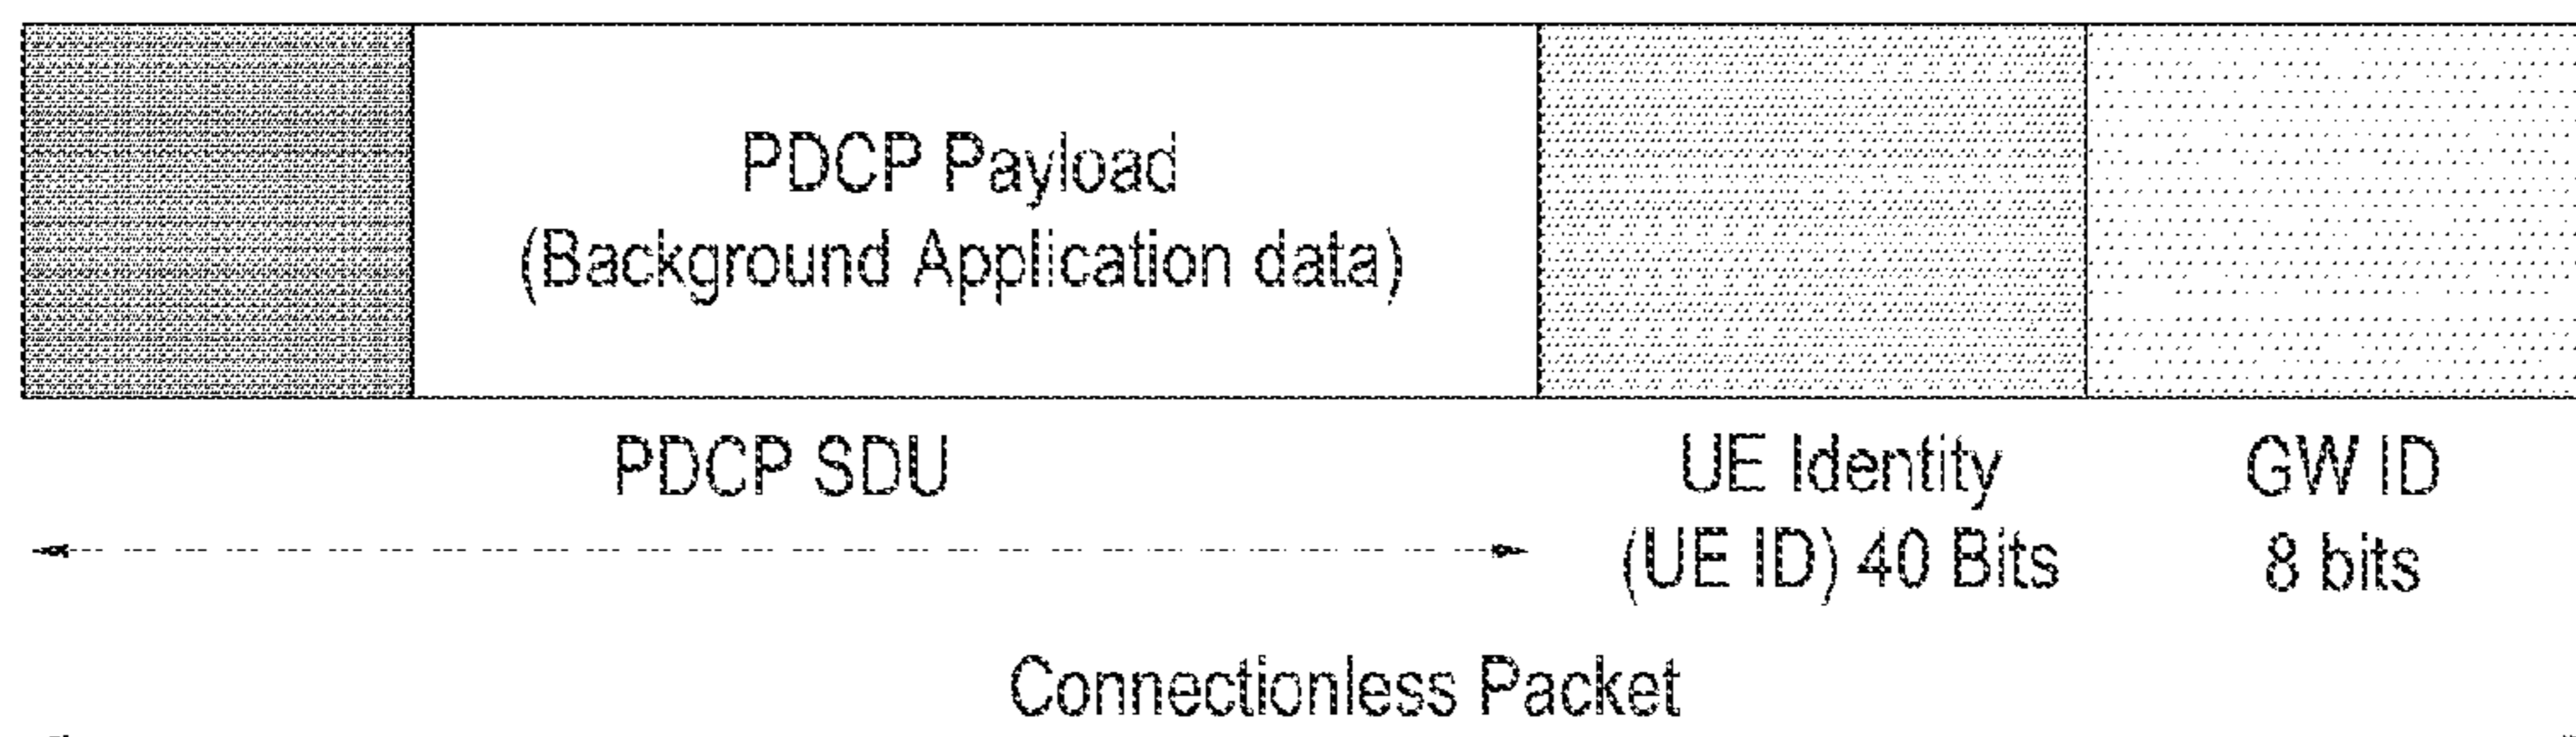 PDCP Payload
(Background Application data)
PDCP SDU
UE Identity
(UE ID) 40 Bits
GW ID
8 bits
Connectionless Packet